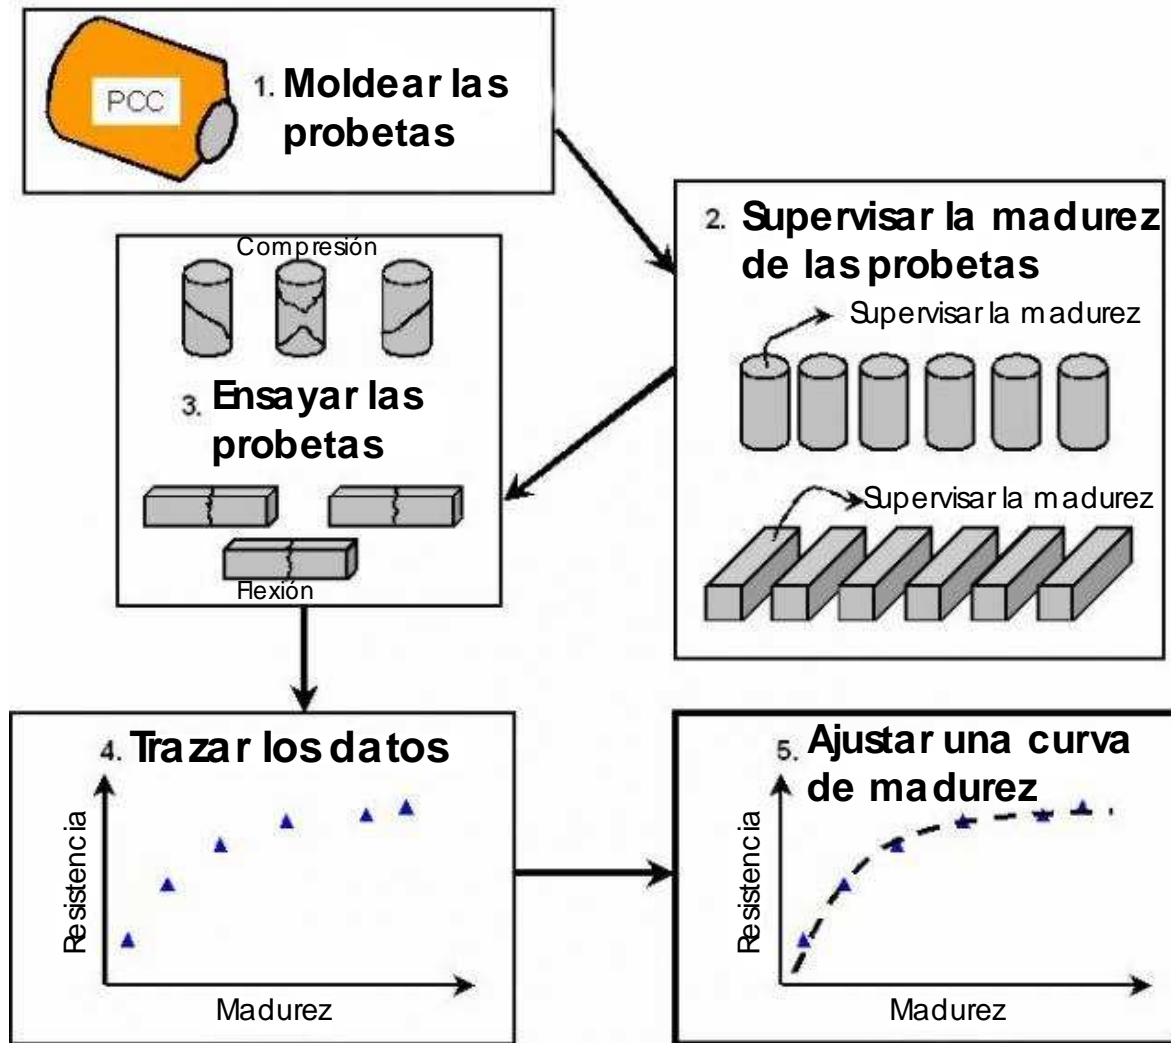 PCC
1. Moldear las
probetas
2. Supervisar la madurez
de las probetas
Supervisar la madurez
Supervisar la madurez
Compresión
3. Ensayar las
probetas
Flexión
4. Trazar los datos
Resistencia
Madurez
5. Ajustar una curva
de madurez
Resistencia
Madurez